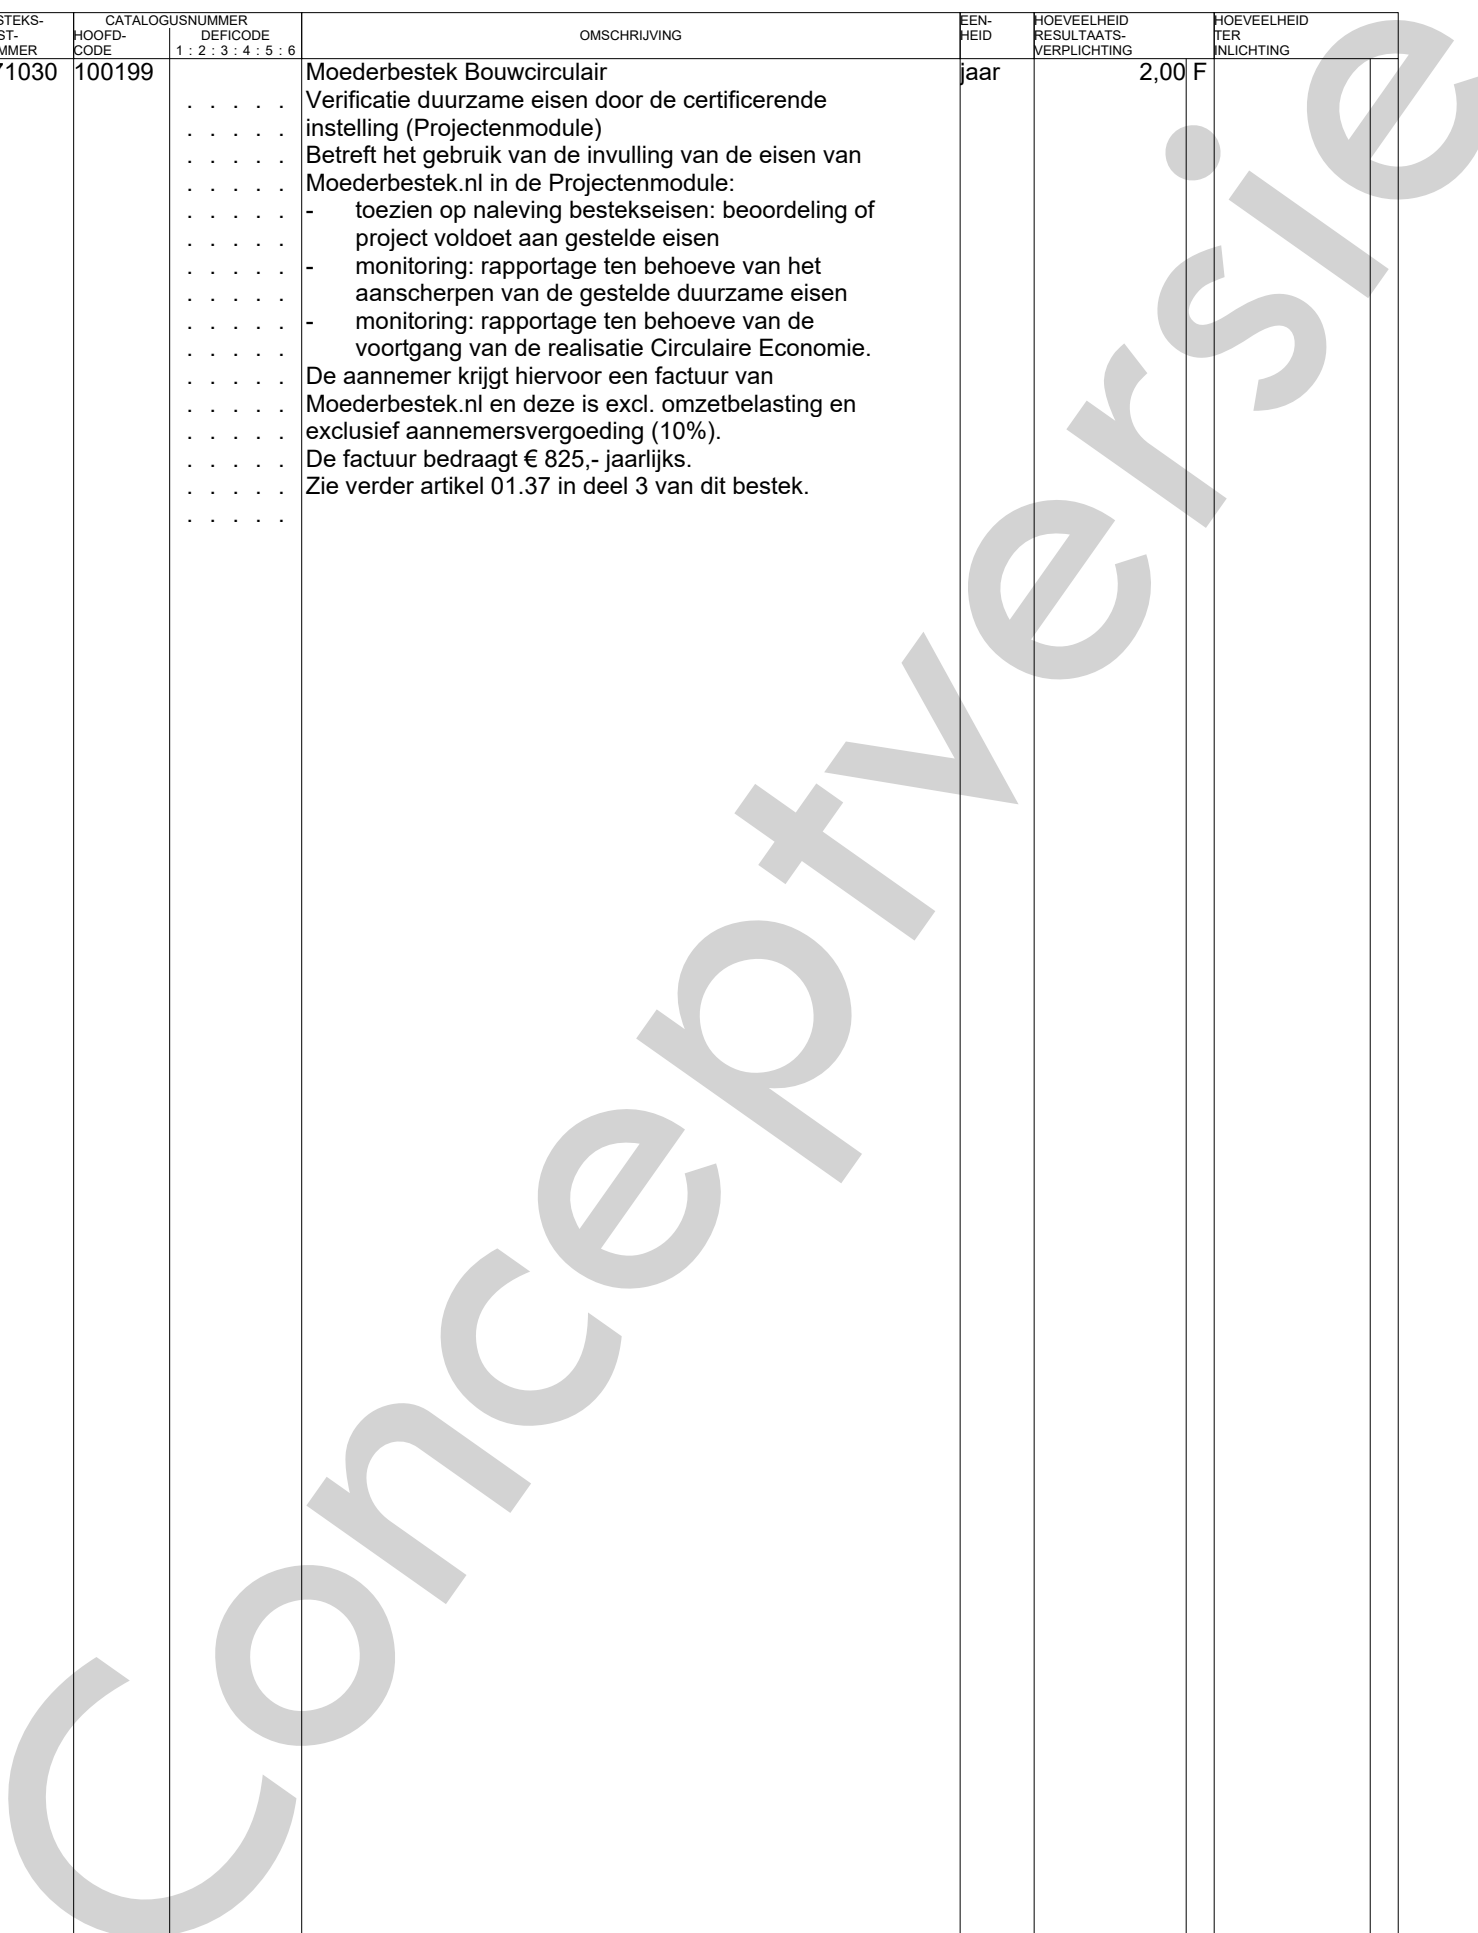 STEKS- CATALOGUSNUMMER EEN- HOEVEELHEID HOEVEELHEID
ST- HOOFD- DEFICODE OMSCHRIJVING HEID RESULTAATS- TER
MMER CODE 1 : 2 : 3 : 4 : 5 : 6 VERPLICHTING INLICHTING
71030 100199 Moederbestek Bouwcirculair jaar 2,00 F
. . . . . Verificatie duurzame eisen door de certificerende
. . . . . instelling (Projectenmodule)
. . . . . Betreft het gebruik van de invulling van de eisen van
. . . . . Moederbestek.nl in de Projectenmodule:
. . . . . - toezien op naleving bestekseisen: beoordeling of
. . . . . project voldoet aan gestelde eisen
. . . . . - monitoring: rapportage ten behoeve van het
. . . . . aanscherpen van de gestelde duurzame eisen
. . . . . - monitoring: rapportage ten behoeve van de
. . . . . voortgang van de realisatie Circulaire Economie.
. . . . . De aannemer krijgt hiervoor een factuur van
. . . . . Moederbestek.nl en deze is excl. omzetbelasting en
. . . . . exclusief aannemersvergoeding (10%).
. . . . . De factuur bedraagt € 825,- jaarlijks.
. . . . . Zie verder artikel 01.37 in deel 3 van dit bestek.
. . . . .
Conceptversie